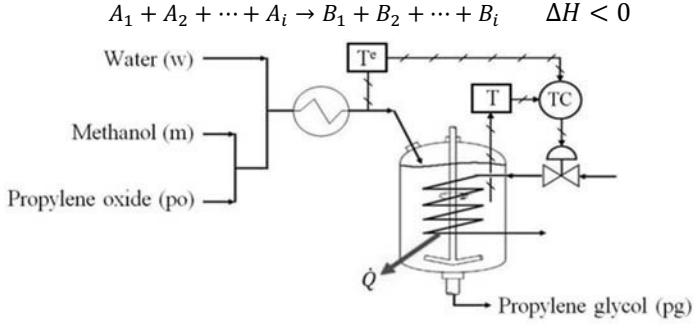 A₁ + A₂ + ⋯ + Aᵢ → B₁ + B₂ + ⋯ + Bᵢ ΔH < 0
Water (w)
Tᵉ
Methanol (m)
T
TC
Propylene oxide (po)
Q̇
Propylene glycol (pg)